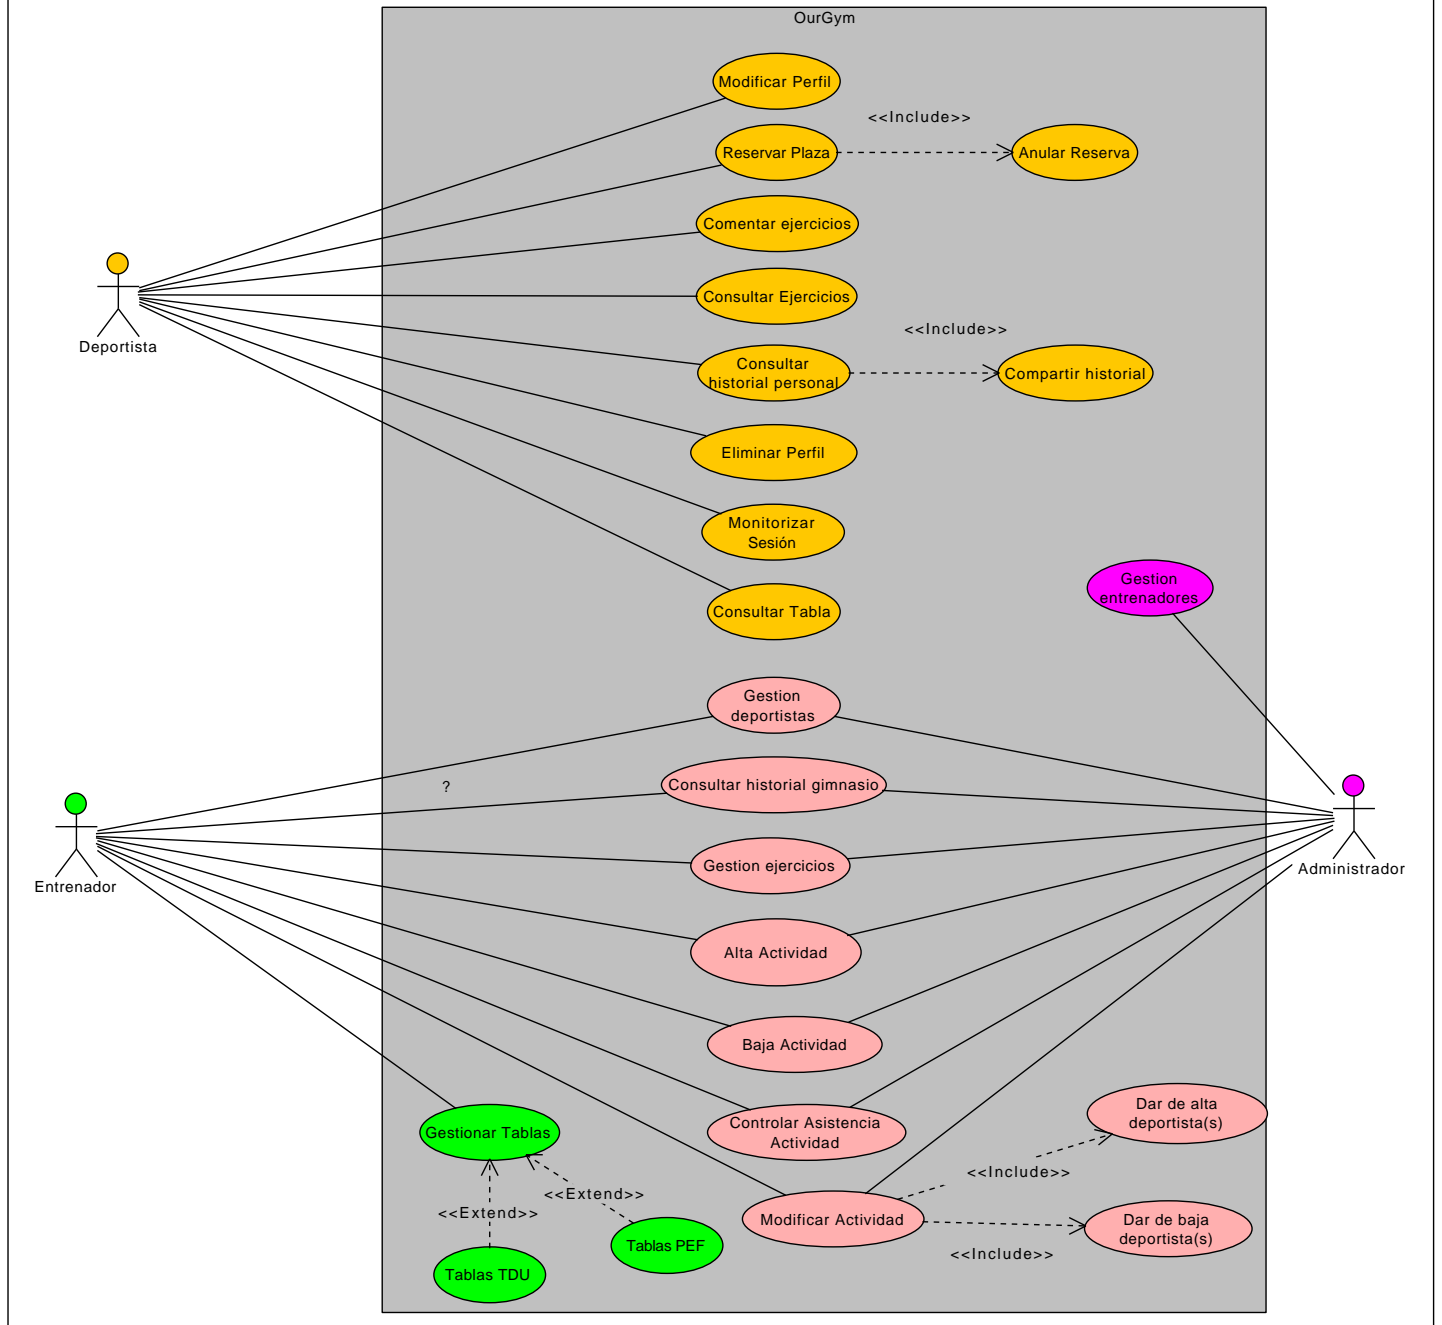 OurGym
Modificar Perfil
<<Include>>
Reservar Plaza
Anular Reserva
Comentar ejercicios
Consultar Ejercicios
<<Include>>
Deportista
Consultar
historial personal
Compartir historial
Eliminar Perfil
Monitorizar
Sesión
Gestion
entrenadores
Consultar Tabla
Gestion
deportistas
?
Consultar historial gimnasio
Gestion ejercicios
Entrenador
Administrador
Alta Actividad
Baja Actividad
Dar de alta
deportista(s)
Gestionar Tablas
Controlar Asistencia
Actividad
<<Include>>
<<Extend>>
<<Extend>>
Modificar Actividad
Dar de baja
deportista(s)
Tablas PEF
<<Include>>
Tablas TDU